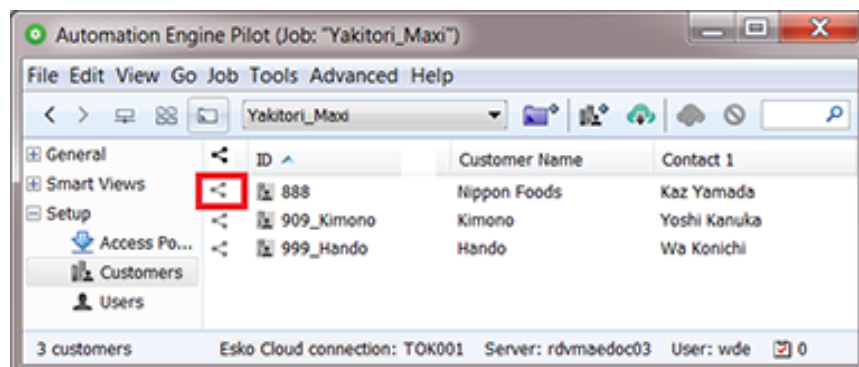 Automation Engine Pilot (Job: "Yakitori_Maxi")
File Edit View Go Job Tools Advanced Help
Yakitori_Maxi
General
Smart Views
Setup
Access Po...
Customers
Users
ID Customer Name Contact 1
888 Nippon Foods Kaz Yamada
909_Kimono Kimono Yoshi Kanuka
999_Hando Hando Wa Konichi
3 customers Esko Cloud connection: TOK001 Server: rdvmaedoc03 User: wde 0